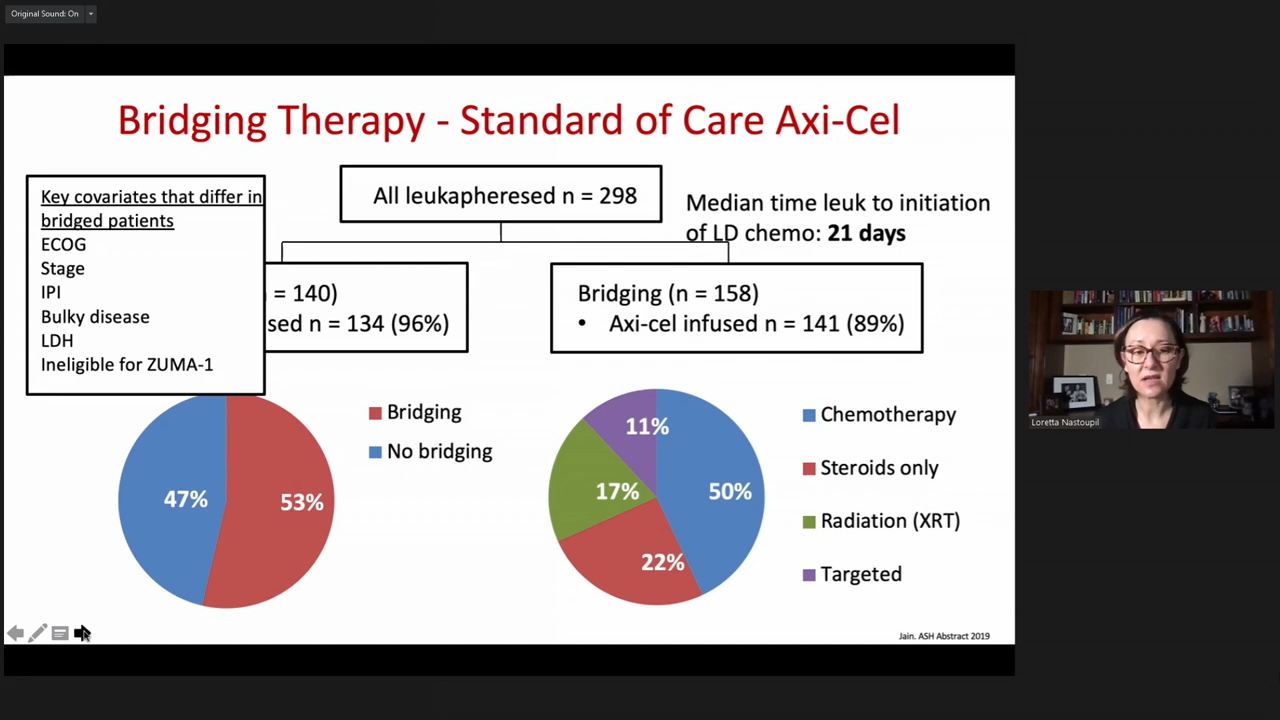 Original Sound: On
Bridging Therapy - Standard of Care Axi-Cel
Key covariates that differ in
bridged patients
ECOG
Stage
IPI
Bulky disease
LDH
Ineligible for ZUMA-1
All leukapheresed n = 298
Median time leuk to initiation
of LD chemo: 21 days
= 140)
sed n = 134 (96%)
Bridging (n = 158)
• Axi-cel infused n = 141 (89%)
47%
53%
Bridging
No bridging
11%
17%
50%
22%
Chemotherapy
Steroids only
Radiation (XRT)
Targeted
Jain. ASH Abstract 2019
Loretta Nastoupil